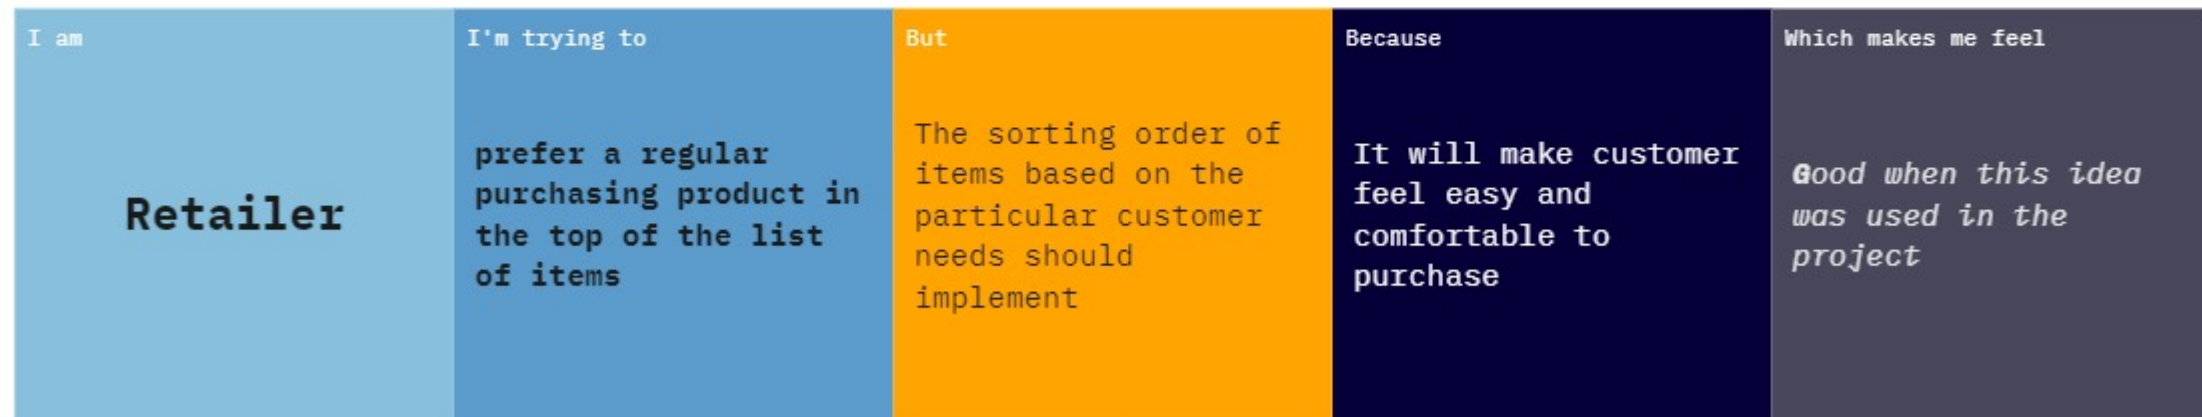 I am
Retailer
I'm trying to
prefer a regular
purchasing product in
the top of the list
of items
But
The sorting order of
items based on the
particular customer
needs should
implement
Because
It will make customer
feel easy and
comfortable to
purchase
Which makes me feel
Good when this idea
was used in the
project